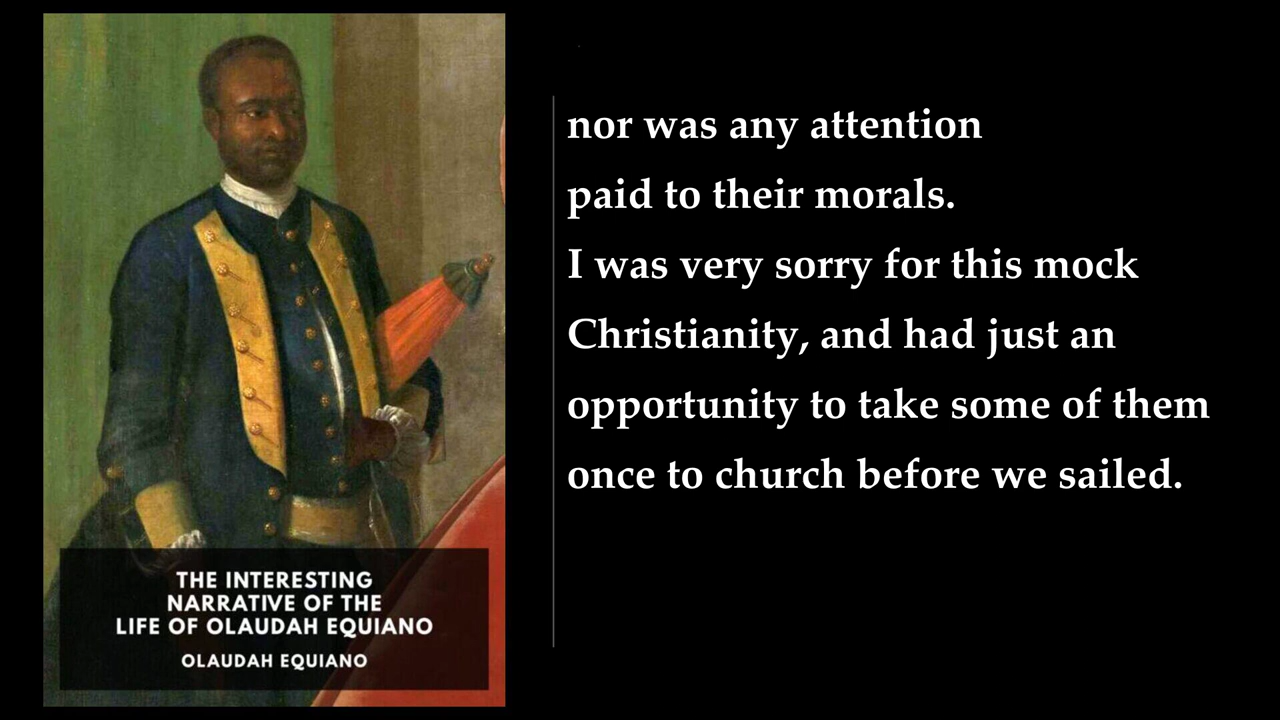 nor was any attention
paid to their morals.
I was very sorry for this mock
Christianity, and had just an
opportunity to take some of them
once to church before we sailed.
THE INTERESTING
NARRATIVE OF THE
LIFE OF OLAUDAH EQUIANO
OLAUDAH EQUIANO